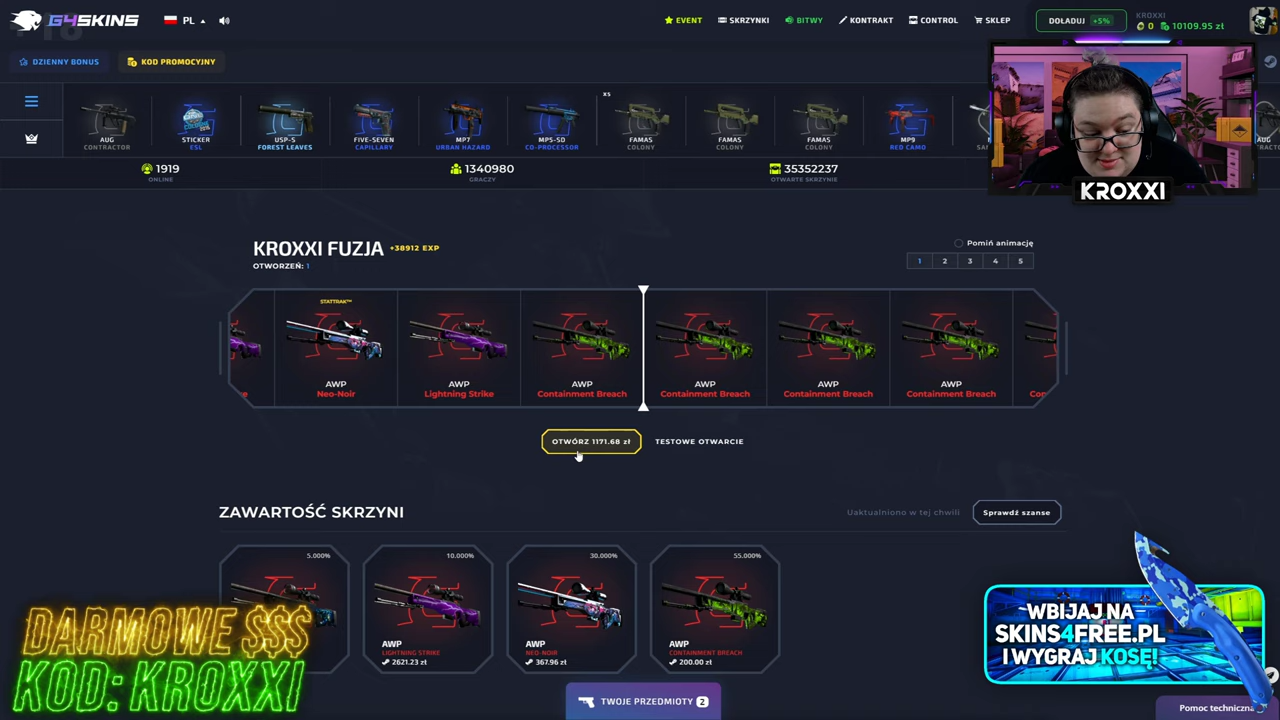 G4SKINS
PL
EVENT
SKRZYNKI
BITWY
KONTRAKT
CONTROL
SKLEP
DOŁADUJ +5%
KROXXI
0 10109.95 zł
DZIENNY BONUS
KOD PROMOCYJNY
AUG
CONTRACTOR
STICKER
ESL
USP-S
FOREST LEAVES
FIVE-SEVEN
CAPILLARY
MP7
URBAN HAZARD
MP5-SD
CO-PROCESSOR
X5
FAMAS
COLONY
FAMAS
COLONY
FAMAS
COLONY
MP9
RED CAMO
1919
ONLINE
1340980
GRACZY
35352237
OTWARTE SKRZYNIE
KROXXI
KROXXI FUZJA +38912 EXP
OTWORZEŃ: 1
Pomiń animację
1 2 3 4 5
STATTRAK™
AWP
Neo-Noir
AWP
Lightning Strike
AWP
Containment Breach
AWP
Containment Breach
AWP
Containment Breach
AWP
Containment Breach
OTWÓRZ 1171.68 zł
TESTOWE OTWARCIE
ZAWARTOŚĆ SKRZYNI
Uaktualniono w tej chwili
Sprawdź szanse
5.000%
10.000%
AWP
LIGHTNING STRIKE
2621.23 zł
30.000%
AWP
NEO-NOIR
367.96 zł
55.000%
AWP
CONTAINMENT BREACH
200.00 zł
DARMOWE $$$
KOD: KROXXI
WBIJAJ NA
SKINS4FREE.PL
I WYGRAJ KOSĘ!
TWOJE PRZEDMIOTY 2
Pomoc techniczna